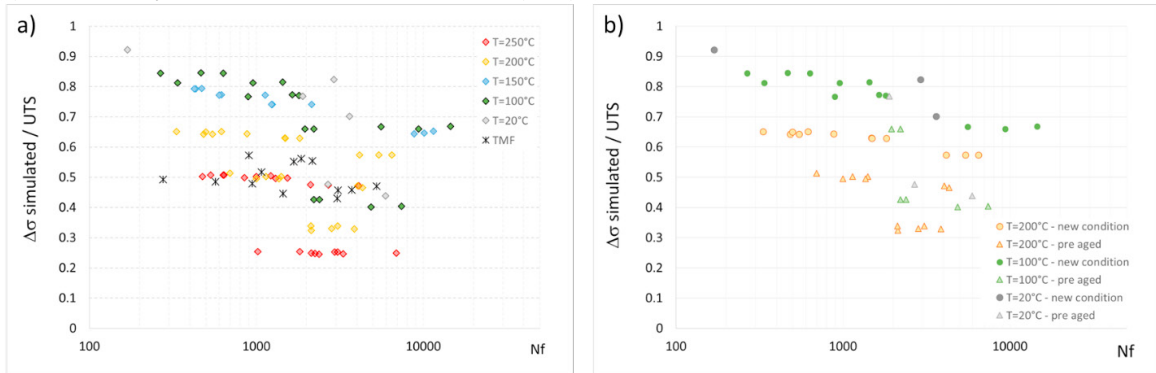 a)
Δσ simulated / UTS
1
0.9
0.8
0.7
0.6
0.5
0.4
0.3
0.2
0.1
0
100
1000
10000
Nf
T=250°C
T=200°C
T=150°C
T=100°C
T=20°C
TMF
b)
Δσ simulated / UTS
1
0.9
0.8
0.7
0.6
0.5
0.4
0.3
0.2
0.1
0
100
1000
10000
Nf
T=200°C - new condition
T=200°C - pre aged
T=100°C - new condition
T=100°C - pre aged
T=20°C - new condition
T=20°C - pre aged